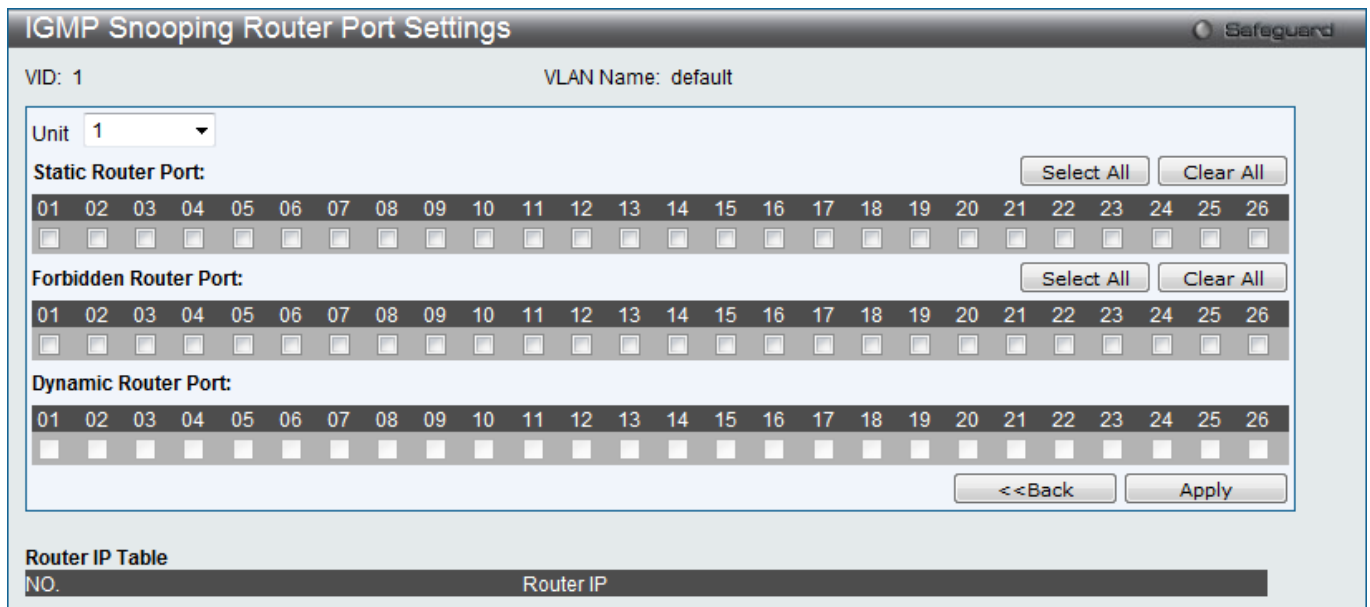 IGMP Snooping Router Port Settings Safeguard
VID: 1 VLAN Name: default
Unit 1
Static Router Port: Select All Clear All
01 02 03 04 05 06 07 08 09 10 11 12 13 14 15 16 17 18 19 20 21 22 23 24 25 26
Forbidden Router Port: Select All Clear All
01 02 03 04 05 06 07 08 09 10 11 12 13 14 15 16 17 18 19 20 21 22 23 24 25 26
Dynamic Router Port:
01 02 03 04 05 06 07 08 09 10 11 12 13 14 15 16 17 18 19 20 21 22 23 24 25 26
<<Back Apply
Router IP Table
NO. Router IP